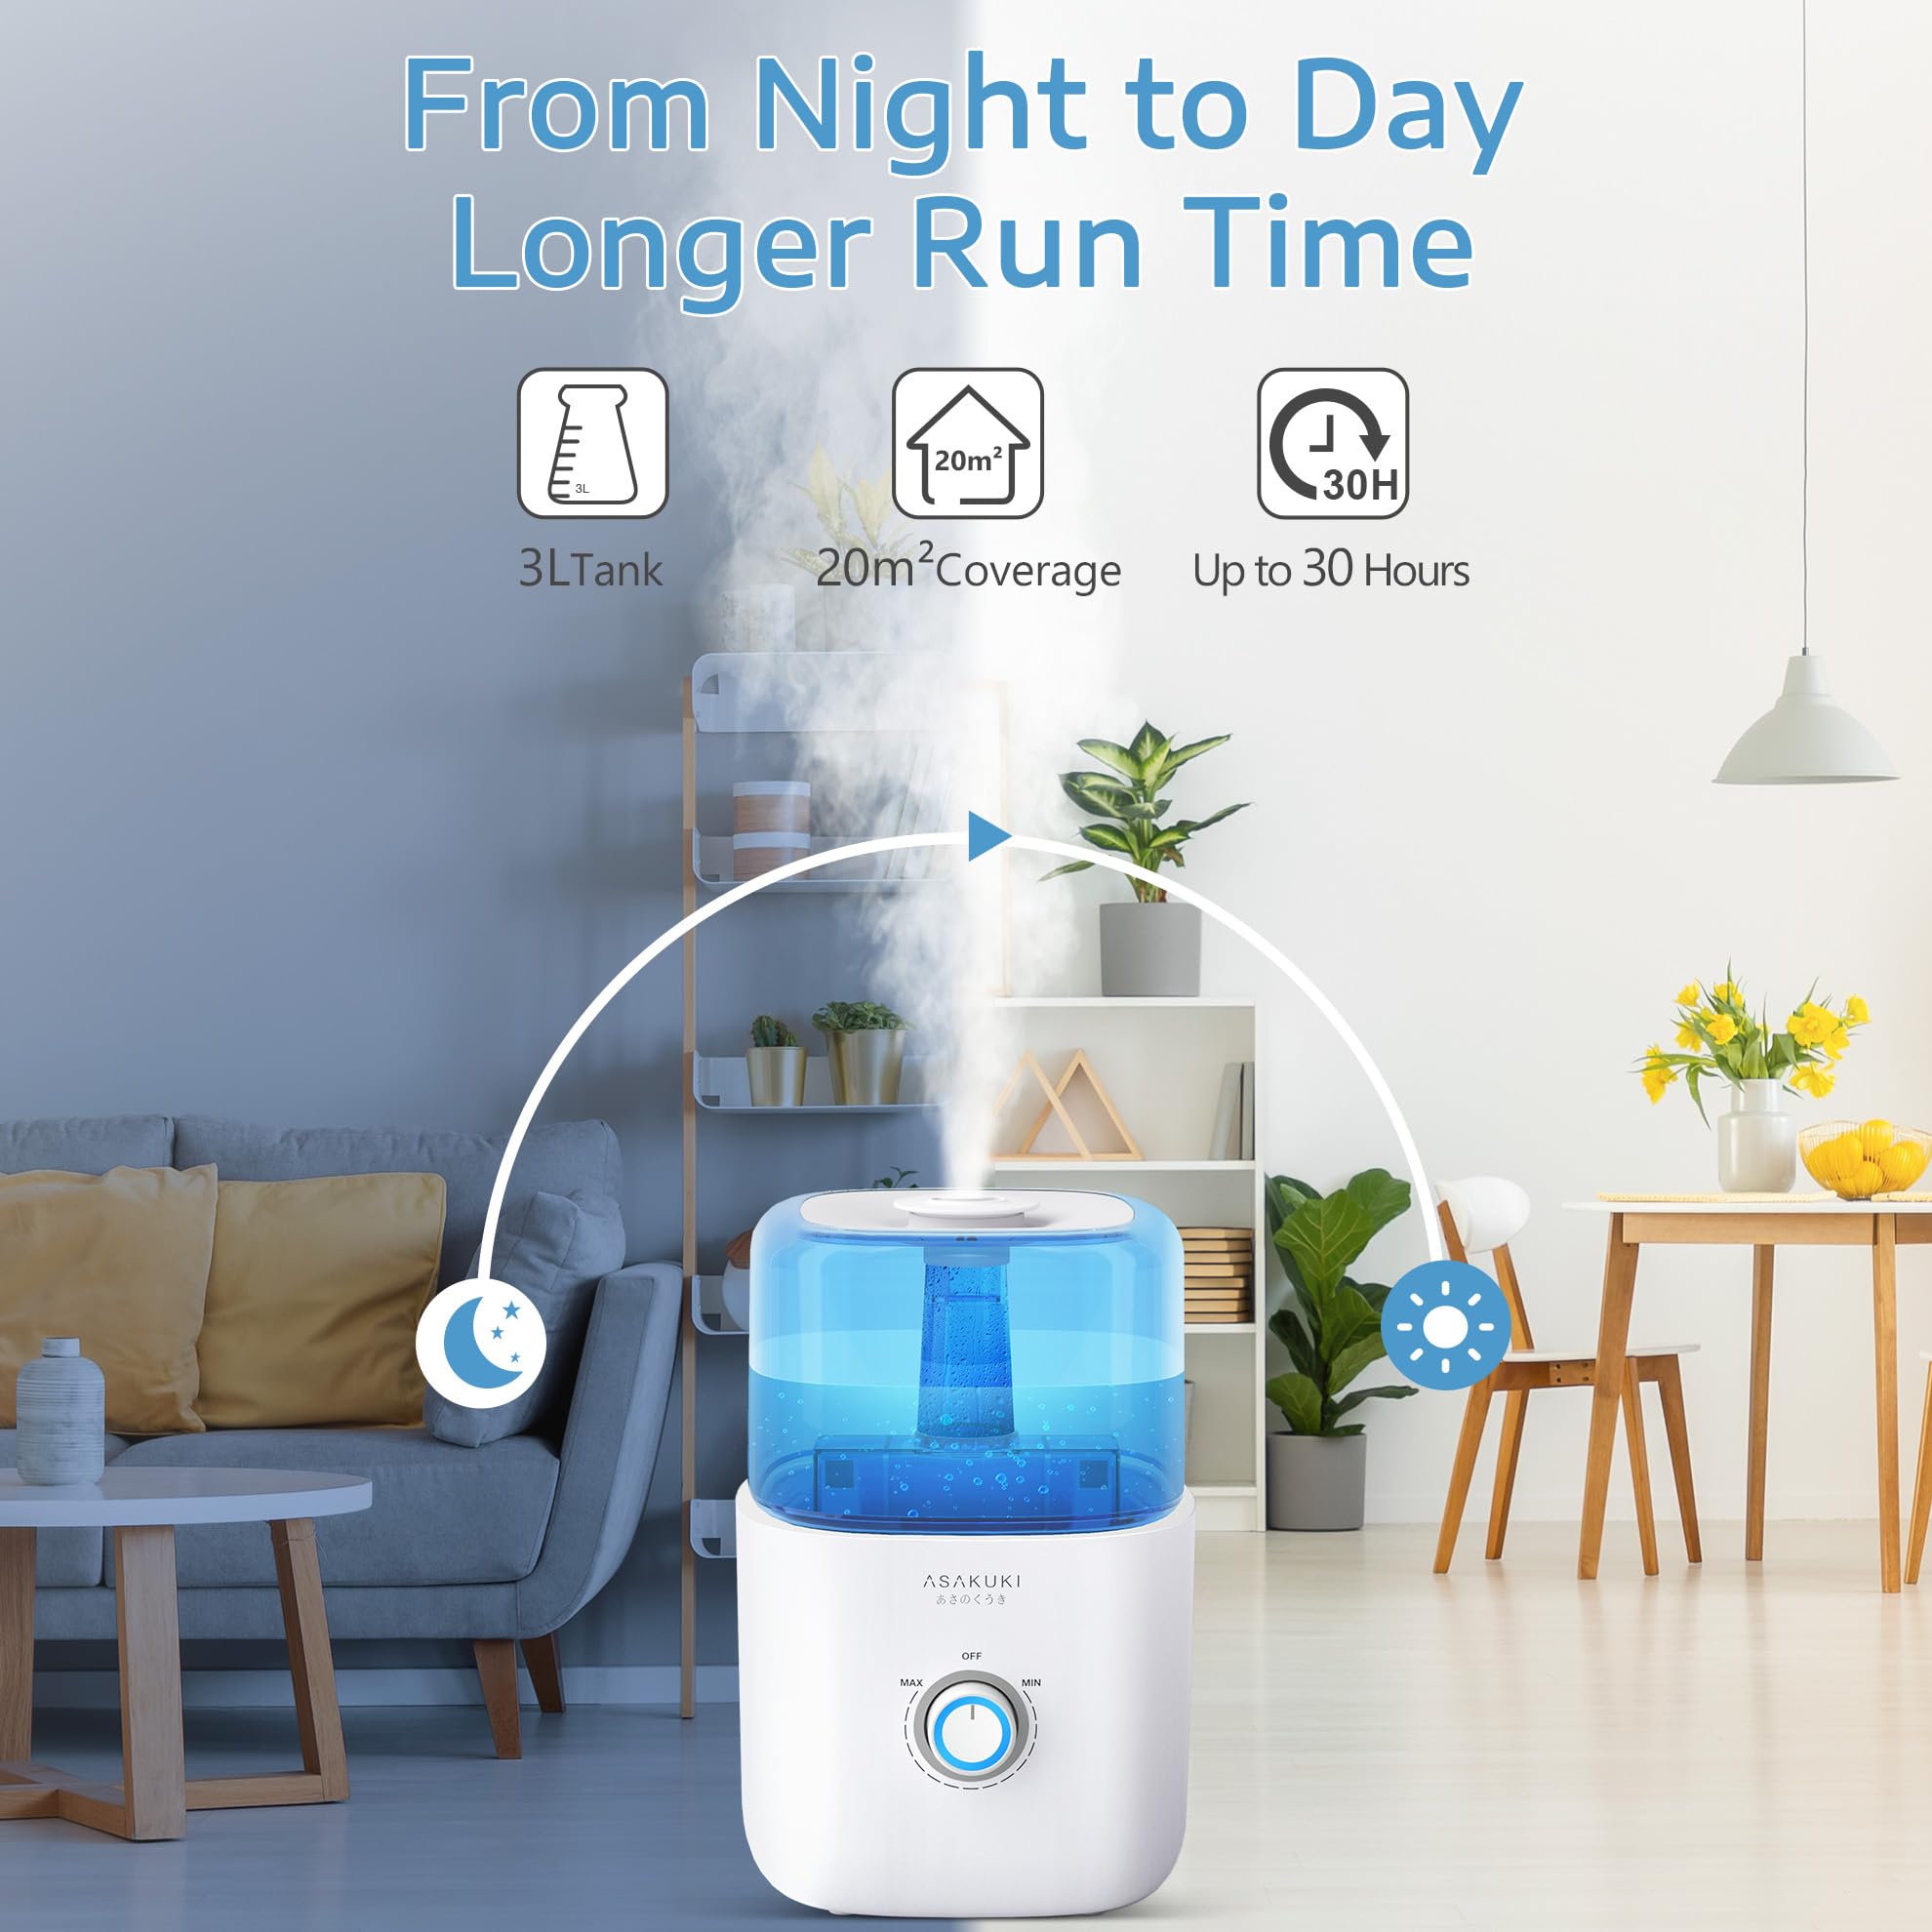 From Night to Day
Longer Run Time
3L
20m²
30H
3LTank
20m²Coverage
Up to 30 Hours
ASAKUKI
あさのくうき
OFF
MAX
MIN